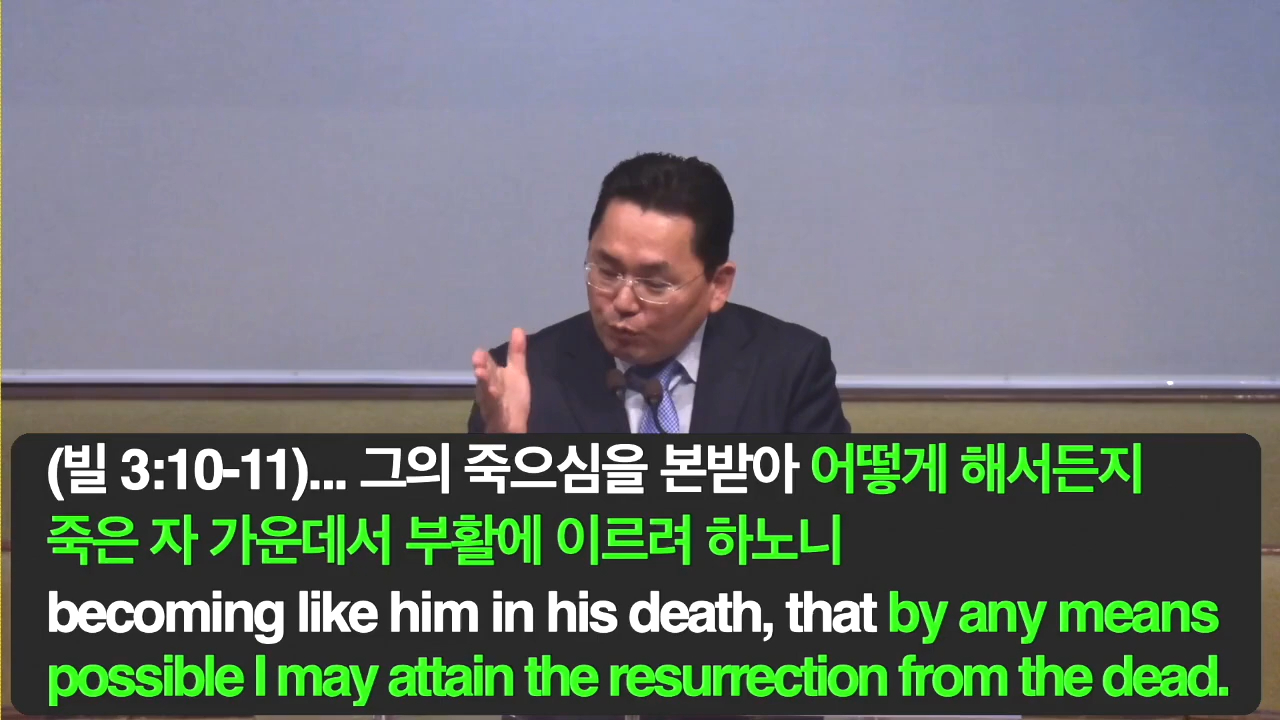 (빌 3:10-11)... 그의 죽으심을 본받아 어떻게 해서든지
죽은 자 가운데서 부활에 이르려 하노니
becoming like him in his death, that by any means
possible I may attain the resurrection from the dead.